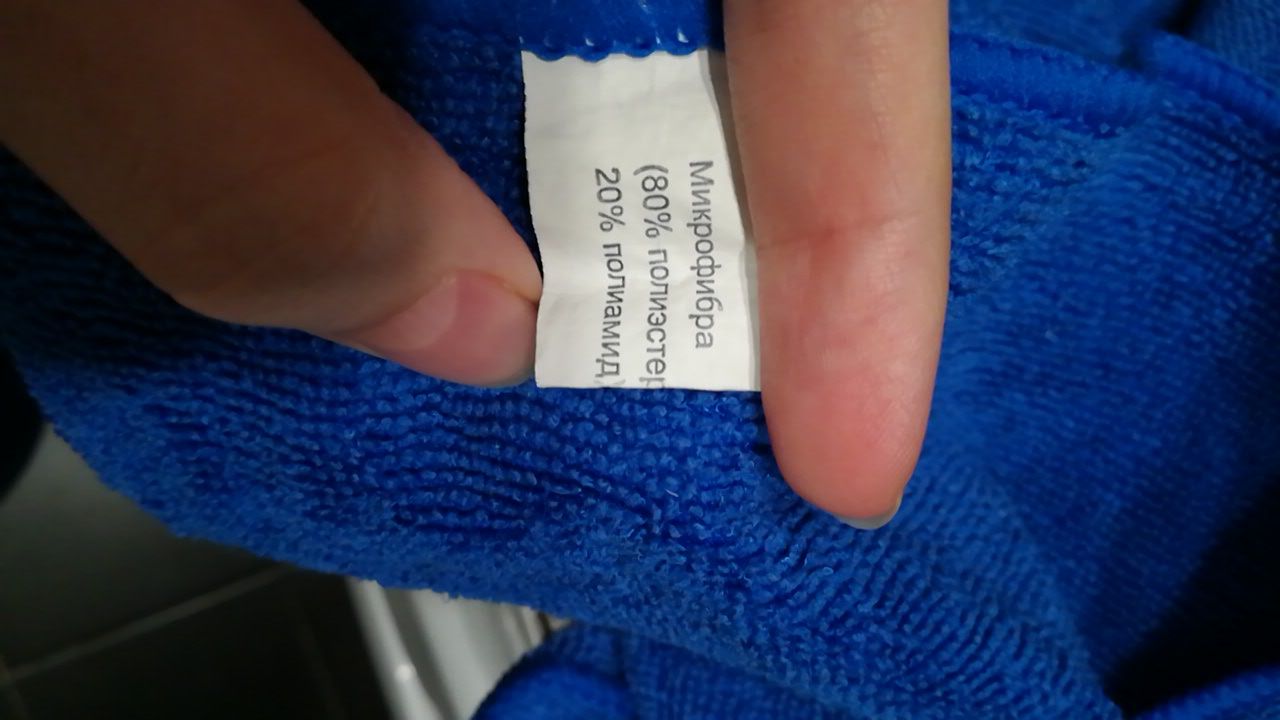 Микрофибра
(80% полиэстер
20% полиамид)